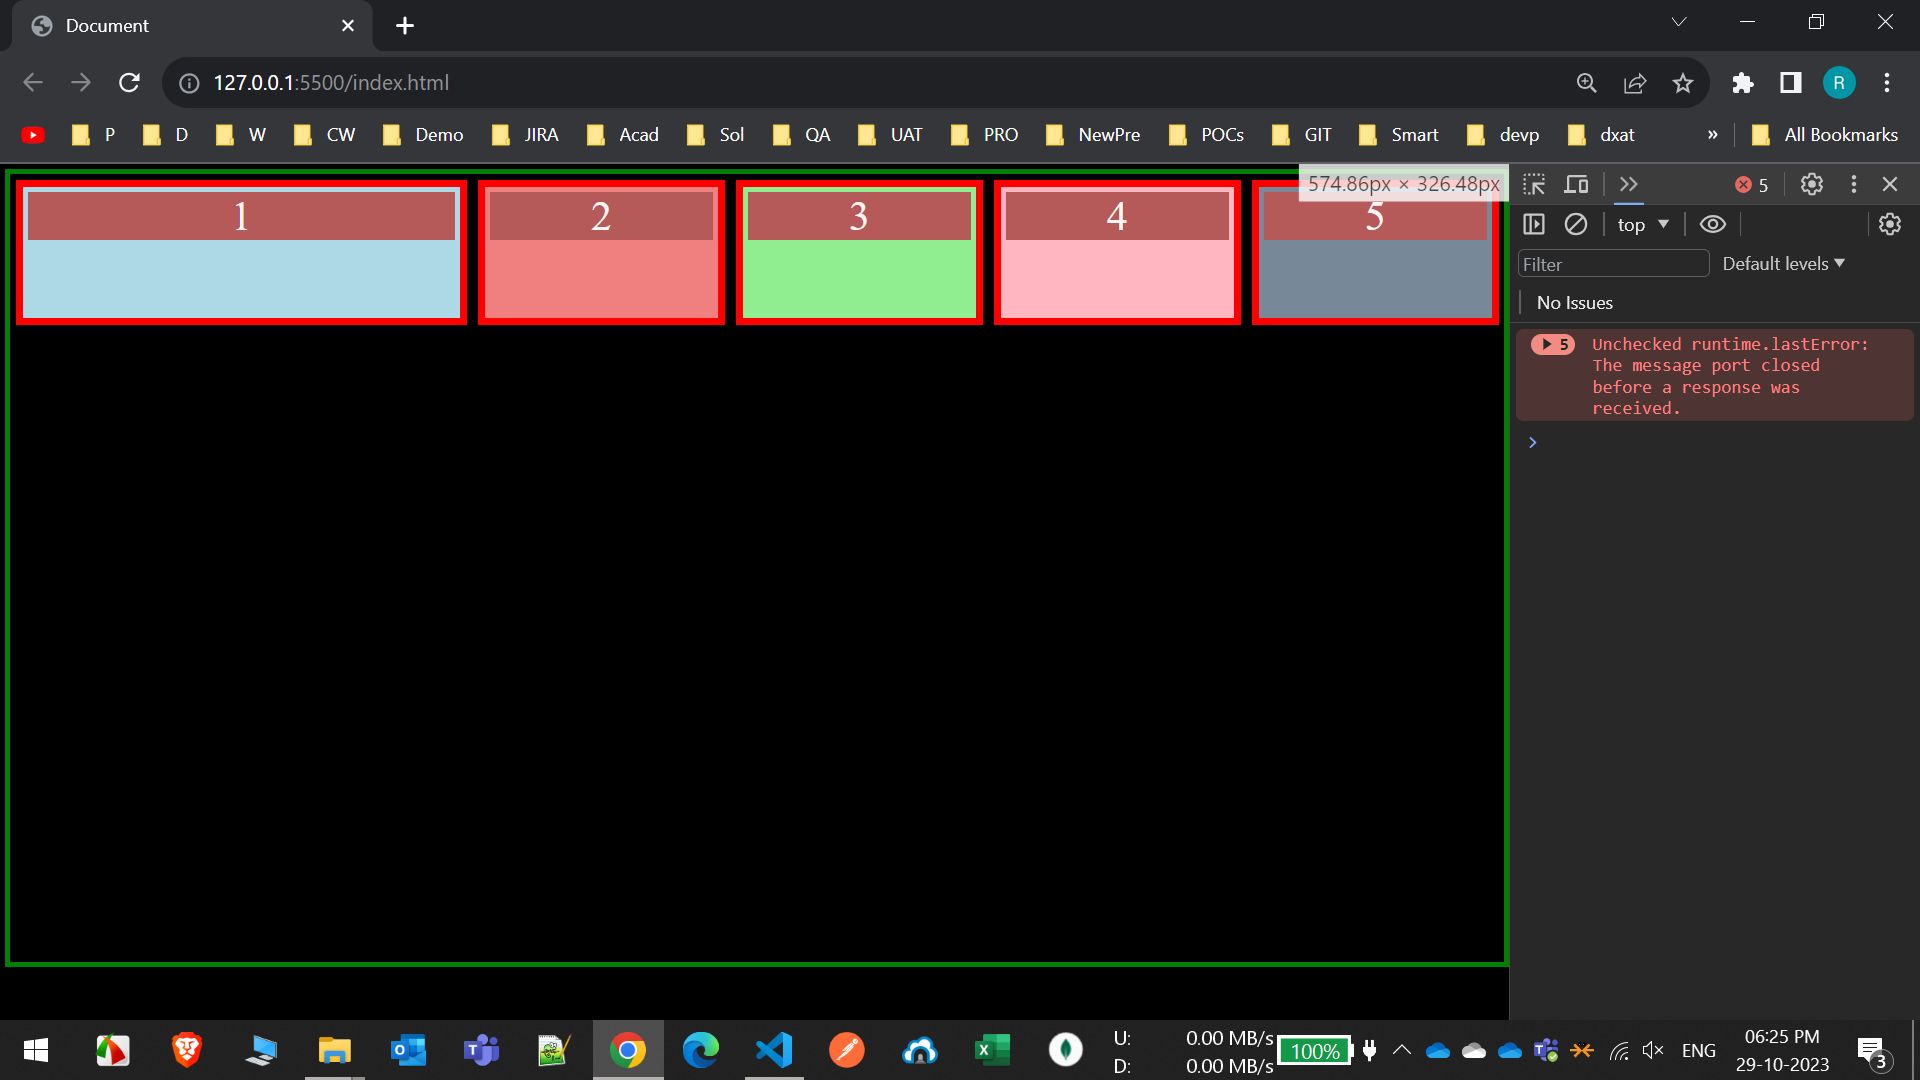 Document
127.0.0.1:5500/index.html
R
P D W CW Demo JIRA Acad Sol QA UAT PRO NewPre POCs GIT Smart devp dxat » All Bookmarks
574.86px × 326.48px
5
1 2 3 4 5
top
Filter
Default levels
No Issues
5 Unchecked runtime.lastError:
The message port closed
before a response was
received.
U: 0.00 MB/s
D: 0.00 MB/s
100%
ENG
06:25 PM
29-10-2023
3